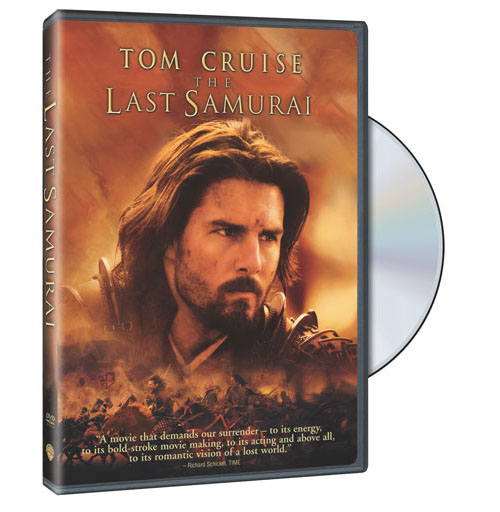 TOM CRUISE
THE
LAST SAMURAI
"A movie that demands our surrender – to its energy,
to its bold-stroke movie making, to its acting and above all,
to its romantic vision of a lost world."
– Richard Schickel, TIME
THE LAST SAMURAI
DVD